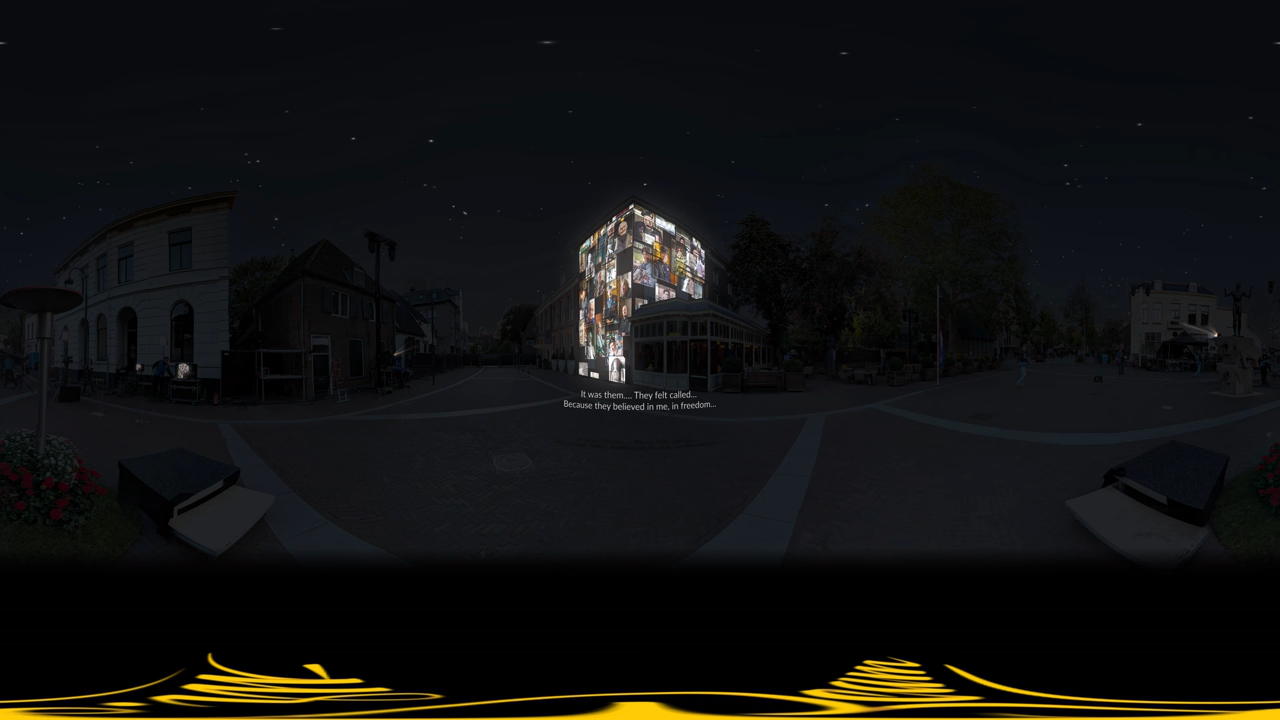 It was them.... They felt called...
Because they believed in me, in freedom...